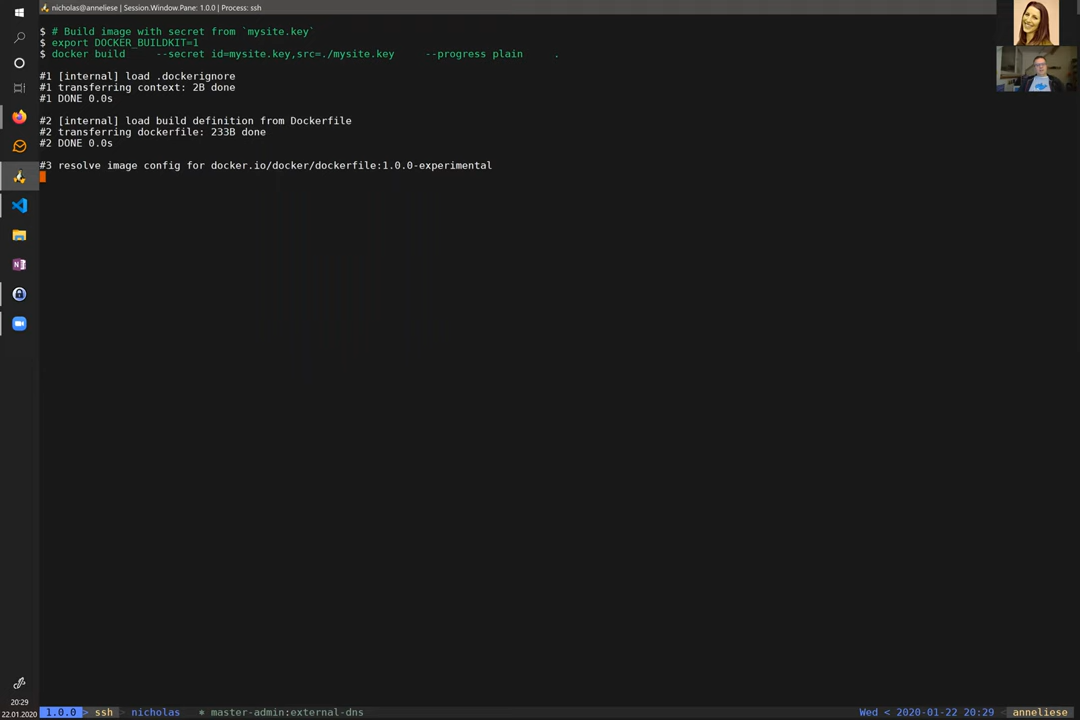 nicholas@anneliese | Session.Window.Pane: 1.0.0 | Process: ssh
$ # Build image with secret from `mysite.key`
$ export DOCKER_BUILDKIT=1
$ docker build     --secret id=mysite.key,src=./mysite.key     --progress plain     .
#1 [internal] load .dockerignore
#1 transferring context: 2B done
#1 DONE 0.0s
#2 [internal] load build definition from Dockerfile
#2 transferring dockerfile: 233B done
#2 DONE 0.0s
#3 resolve image config for docker.io/docker/dockerfile:1.0.0-experimental
20:29
22.01.2020
1.0.0 > ssh > nicholas  * master-admin:external-dns
Wed < 2020-01-22 20:29 < anneliese